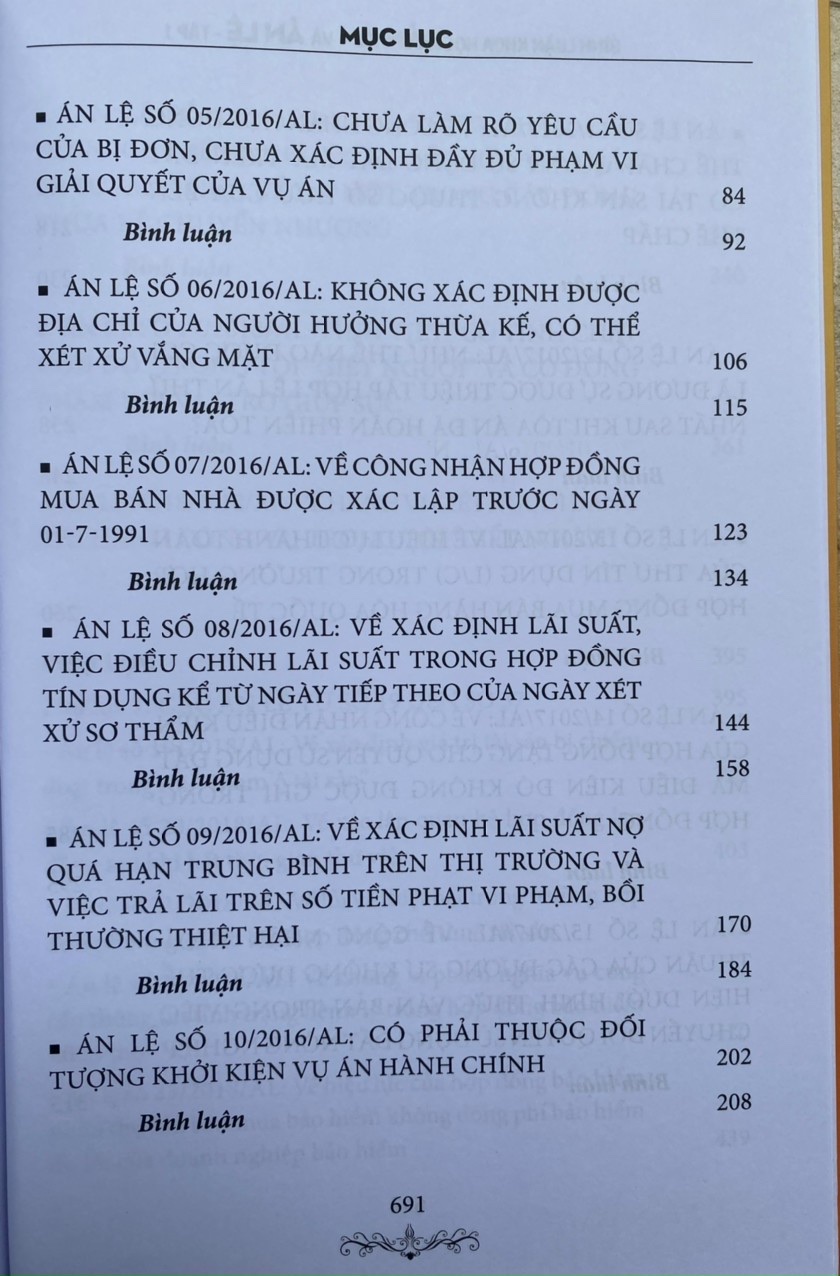 MỤC LỤC
▪ ÁN LỆ SỐ 05/2016/AL: CHƯA LÀM RÕ YÊU CẦU
CỦA BỊ ĐƠN, CHƯA XÁC ĐỊNH ĐẦY ĐỦ PHẠM VI
GIẢI QUYẾT CỦA VỤ ÁN 84
Bình luận 92
▪ ÁN LỆ SỐ 06/2016/AL: KHÔNG XÁC ĐỊNH ĐƯỢC
ĐỊA CHỈ CỦA NGƯỜI HƯỞNG THỪA KẾ, CÓ THỂ
XÉT XỬ VẮNG MẶT 106
Bình luận 115
▪ ÁN LỆ SỐ 07/2016/AL: VỀ CÔNG NHẬN HỢP ĐỒNG
MUA BÁN NHÀ ĐƯỢC XÁC LẬP TRƯỚC NGÀY
01-7-1991 123
Bình luận 134
▪ ÁN LỆ SỐ 08/2016/AL: VỀ XÁC ĐỊNH LÃI SUẤT,
VIỆC ĐIỀU CHỈNH LÃI SUẤT TRONG HỢP ĐỒNG
TÍN DỤNG KỂ TỪ NGÀY TIẾP THEO CỦA NGÀY XÉT
XỬ SƠ THẨM 144
Bình luận 158
▪ ÁN LỆ SỐ 09/2016/AL: VỀ XÁC ĐỊNH LÃI SUẤT NỢ
QUÁ HẠN TRUNG BÌNH TRÊN THỊ TRƯỜNG VÀ
VIỆC TRẢ LÃI TRÊN SỐ TIỀN PHẠT VI PHẠM, BỒI
THƯỜNG THIỆT HẠI 170
Bình luận 184
▪ ÁN LỆ SỐ 10/2016/AL: CÓ PHẢI THUỘC ĐỐI
TƯỢNG KHỞI KIỆN VỤ ÁN HÀNH CHÍNH 202
Bình luận 208
691